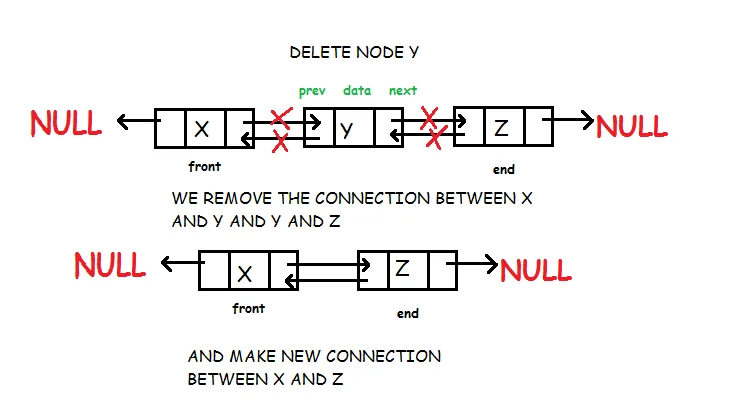 DELETE NODE Y
prev data next
NULL X Y Z NULL
front end
WE REMOVE THE CONNECTION BETWEEN X
AND Y AND Y AND Z
NULL X Z NULL
front end
AND MAKE NEW CONNECTION
BETWEEN X AND Z